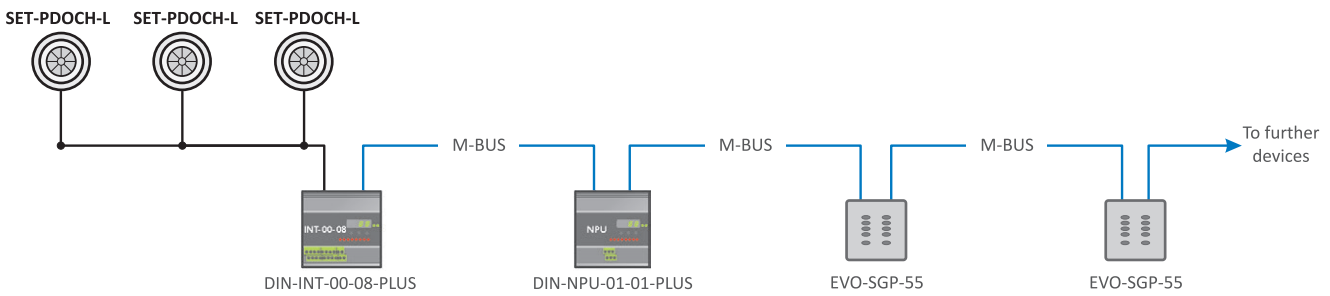 SET-PDOCH-L SET-PDOCH-L SET-PDOCH-L
M-BUS M-BUS M-BUS To further
devices
INT-00-08 NPU
DIN-INT-00-08-PLUS DIN-NPU-01-01-PLUS EVO-SGP-55 EVO-SGP-55